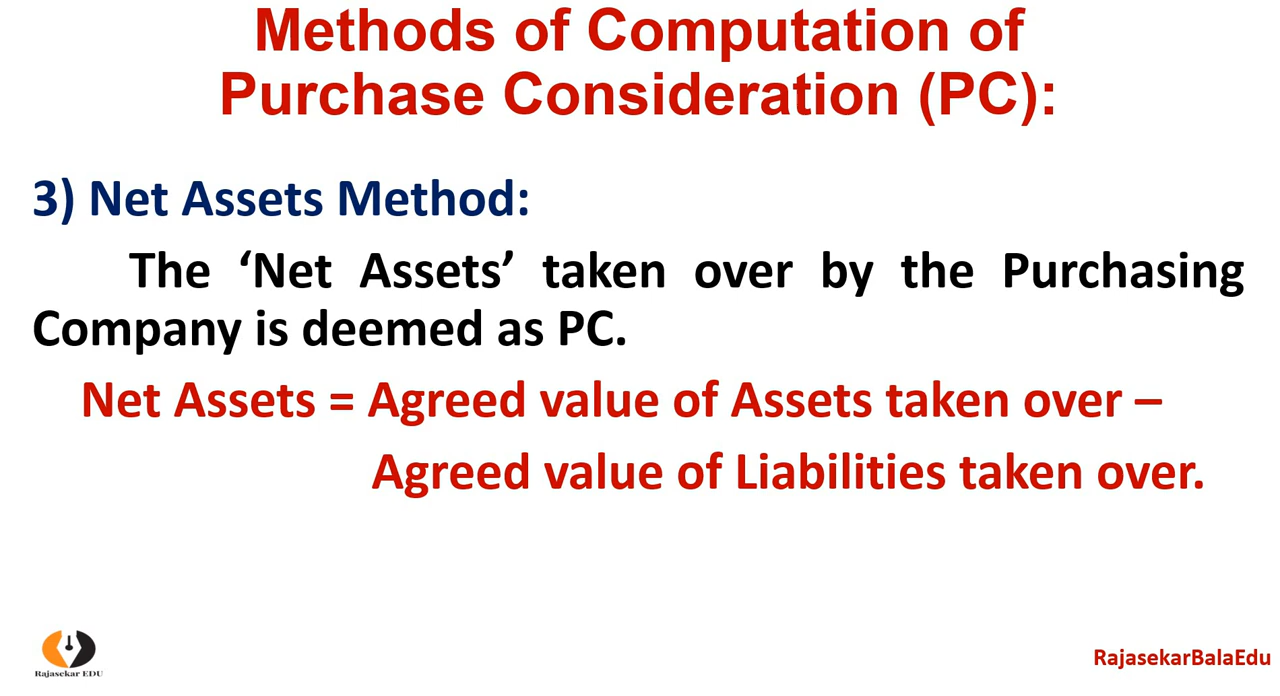 Methods of Computation of
Purchase Consideration (PC):
3) Net Assets Method:
The ‘Net Assets’ taken over by the Purchasing
Company is deemed as PC.
Net Assets = Agreed value of Assets taken over –
Agreed value of Liabilities taken over.
Rajasekar EDU
RajasekarBalaEdu